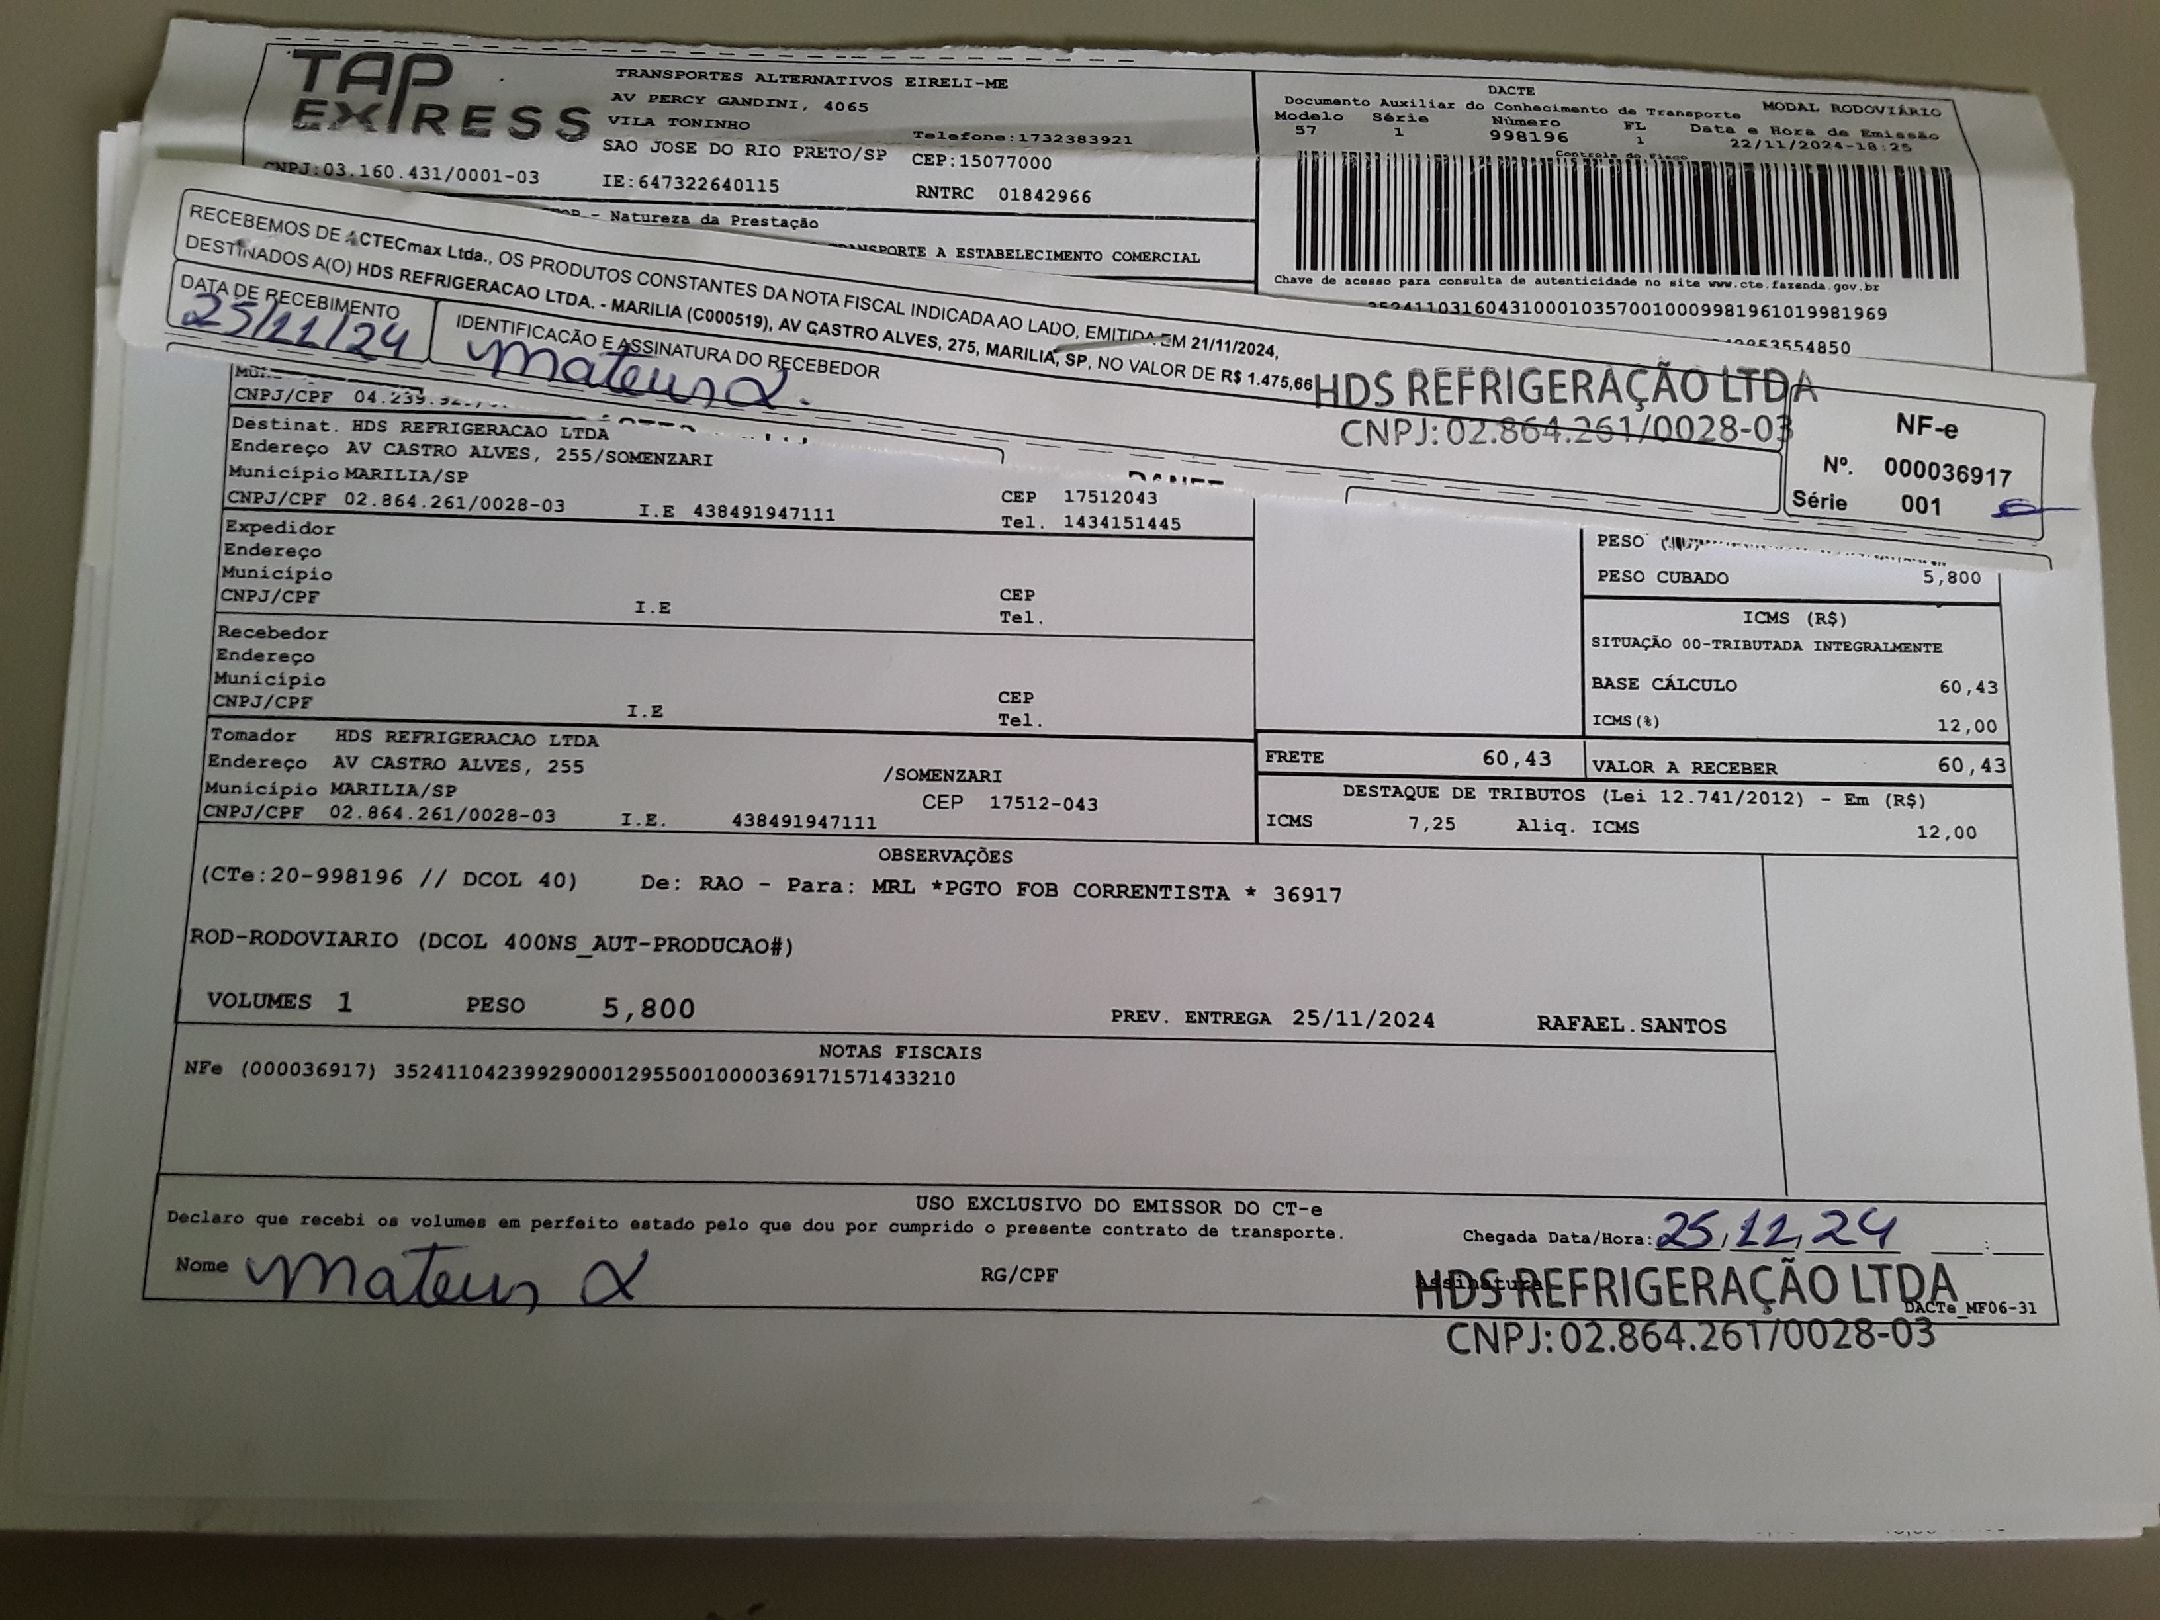 TAP EXPRESS
TRANSPORTES ALTERNATIVOS EIRELI-ME
AV PERCY GANDINI, 4065
VILA TONINHO
Telefone:1732383921
SAO JOSE DO RIO PRETO/SP CEP:15077000
CNPJ:03.160.431/0001-03 IE:647322640115 RNTRC 01842966
DACTE
Documento Auxiliar do Conhecimento de Transporte MODAL RODOVIÁRIO
Modelo Série Número FL Data e Hora de Emissão
57 1 998196 1 22/11/2024-18:25
Controle do Fisco
- Natureza da Prestação
TRANSPORTE A ESTABELECIMENTO COMERCIAL
Chave de acesso para consulta de autenticidade no site www.cte.fazenda.gov.br
35241103160431000103570010009981961019981969
RECEBEMOS DE ACTECmax Ltda., OS PRODUTOS CONSTANTES DA NOTA FISCAL INDICADA AO LADO, EMITIDA EM 21/11/2024,
DESTINADOS A(O) HDS REFRIGERACAO LTDA. - MARILIA (C000519), AV CASTRO ALVES, 275, MARILIA, SP, NO VALOR DE R$ 1.475,66
DATA DE RECEBIMENTO
25/11/24
IDENTIFICAÇÃO E ASSINATURA DO RECEBEDOR
Mateus
HDS REFRIGERAÇÃO LTDA
CNPJ: 02.864.261/0028-03
NF-e
Nº. 000036917
Série 001
CNPJ/CPF 04.239.
Destinat. HDS REFRIGERACAO LTDA
Endereço AV CASTRO ALVES, 255/SOMENZARI
Município MARILIA/SP CEP 17512043
CNPJ/CPF 02.864.261/0028-03 I.E 438491947111 Tel. 1434151445
Expedidor
Endereço
Município CEP
CNPJ/CPF I.E Tel.
Recebedor
Endereço
Município CEP
CNPJ/CPF I.E Tel.
Tomador HDS REFRIGERACAO LTDA
Endereço AV CASTRO ALVES, 255 /SOMENZARI
Município MARILIA/SP CEP 17512-043
CNPJ/CPF 02.864.261/0028-03 I.E. 438491947111
PESO
PESO CUBADO 5,800
ICMS (R$)
SITUAÇÃO 00-TRIBUTADA INTEGRALMENTE
BASE CÁLCULO 60,43
ICMS(%) 12,00
FRETE 60,43 VALOR A RECEBER 60,43
DESTAQUE DE TRIBUTOS (Lei 12.741/2012) - Em (R$)
ICMS 7,25 Aliq. ICMS 12,00
OBSERVAÇÕES
(CTe:20-998196 // DCOL 40) De: RAO - Para: MRL *PGTO FOB CORRENTISTA * 36917
ROD-RODOVIARIO (DCOL 400NS_AUT-PRODUCAO#)
VOLUMES 1 PESO 5,800 PREV. ENTREGA 25/11/2024 RAFAEL.SANTOS
NOTAS FISCAIS
NFe (000036917) 35241104239929000129550010000369171571433210
USO EXCLUSIVO DO EMISSOR DO CT-e
Declaro que recebi os volumes em perfeito estado pelo que dou por cumprido o presente contrato de transporte.
Chegada Data/Hora: 25/11/24 __:__
Nome Mateus RG/CPF Assinatura
HDS REFRIGERAÇÃO LTDA
DACTe_MF06-31
CNPJ: 02.864.261/0028-03